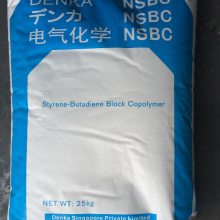 DENKA NSBC
デンカ NSBC
电气化学 NSBC
Styrene-Butadiene Block Copolymer
NET WT: 25kg
Denka Singapore Private Limited